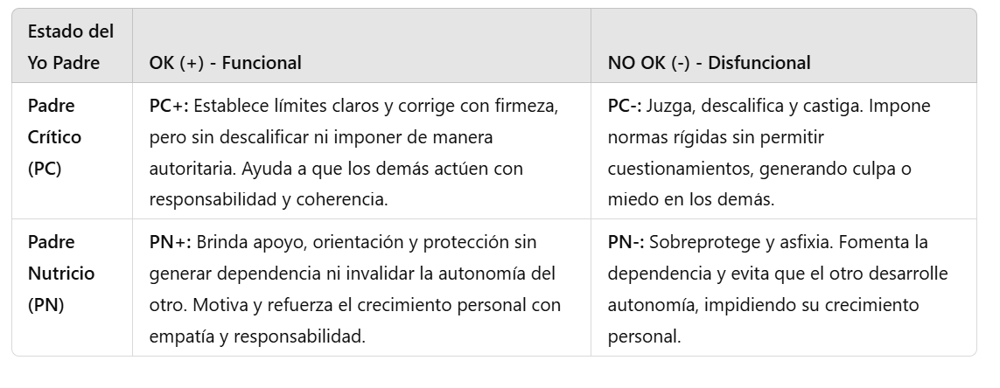 Estado del
Yo Padre
OK (+) - Funcional
NO OK (-) - Disfuncional
Padre
Crítico
(PC)
PC+: Establece límites claros y corrige con firmeza,
pero sin descalificar ni imponer de manera
autoritaria. Ayuda a que los demás actúen con
responsabilidad y coherencia.
PC-: Juzga, descalifica y castiga. Impone
normas rígidas sin permitir
cuestionamientos, generando culpa o
miedo en los demás.
Padre
Nutricio
(PN)
PN+: Brinda apoyo, orientación y protección sin
generar dependencia ni invalidar la autonomía del
otro. Motiva y refuerza el crecimiento personal con
empatía y responsabilidad.
PN-: Sobreprotege y asfixia. Fomenta la
dependencia y evita que el otro desarrolle
autonomía, impidiendo su crecimiento
personal.